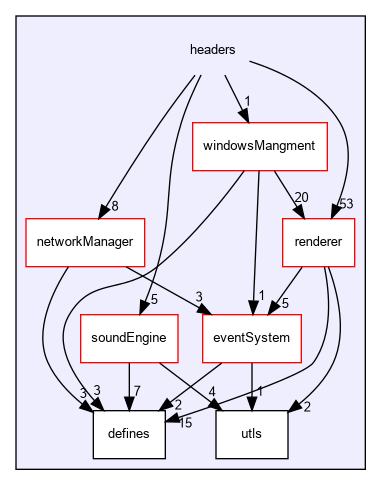 headers
1
windowsMangment
8
20
53
networkManager
renderer
5
3
1
5
soundEngine
eventSystem
3
3
7
2
4
1
15
2
defines
utls